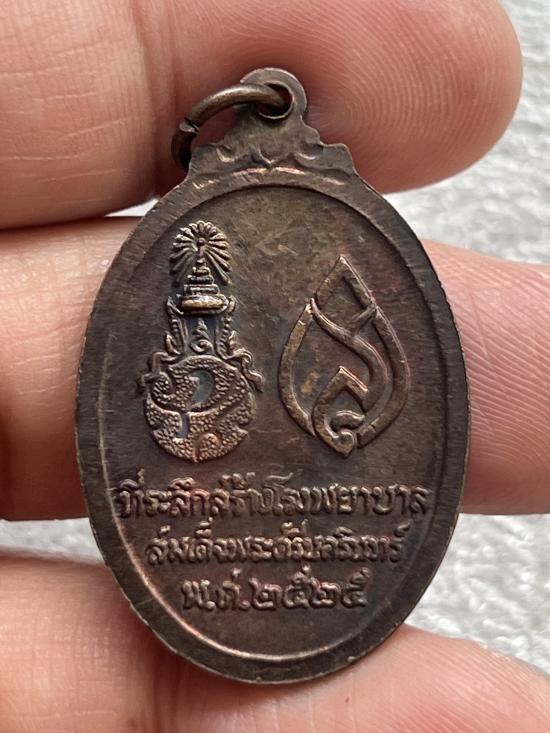 ที่ระลึกสร้างโรงพยาบาล
สมเด็จพระศรีนครินทร์
พ.ศ.๒๕๒๕